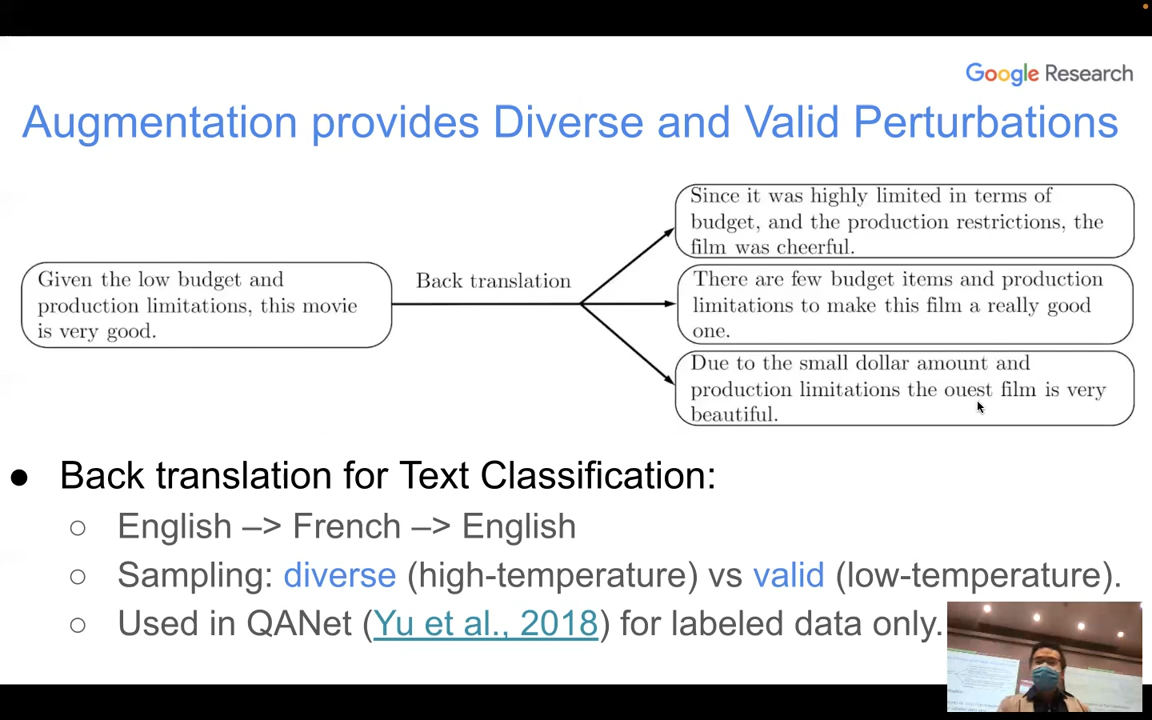 Google Research
Augmentation provides Diverse and Valid Perturbations
Given the low budget and
production limitations, this movie
is very good.
Back translation
Since it was highly limited in terms of
budget, and the production restrictions, the
film was cheerful.
There are few budget items and production
limitations to make this film a really good
one.
Due to the small dollar amount and
production limitations the ouest film is very
beautiful.
● Back translation for Text Classification:
○ English –> French –> English
○ Sampling: diverse (high-temperature) vs valid (low-temperature).
○ Used in QANet (Yu et al., 2018) for labeled data only.